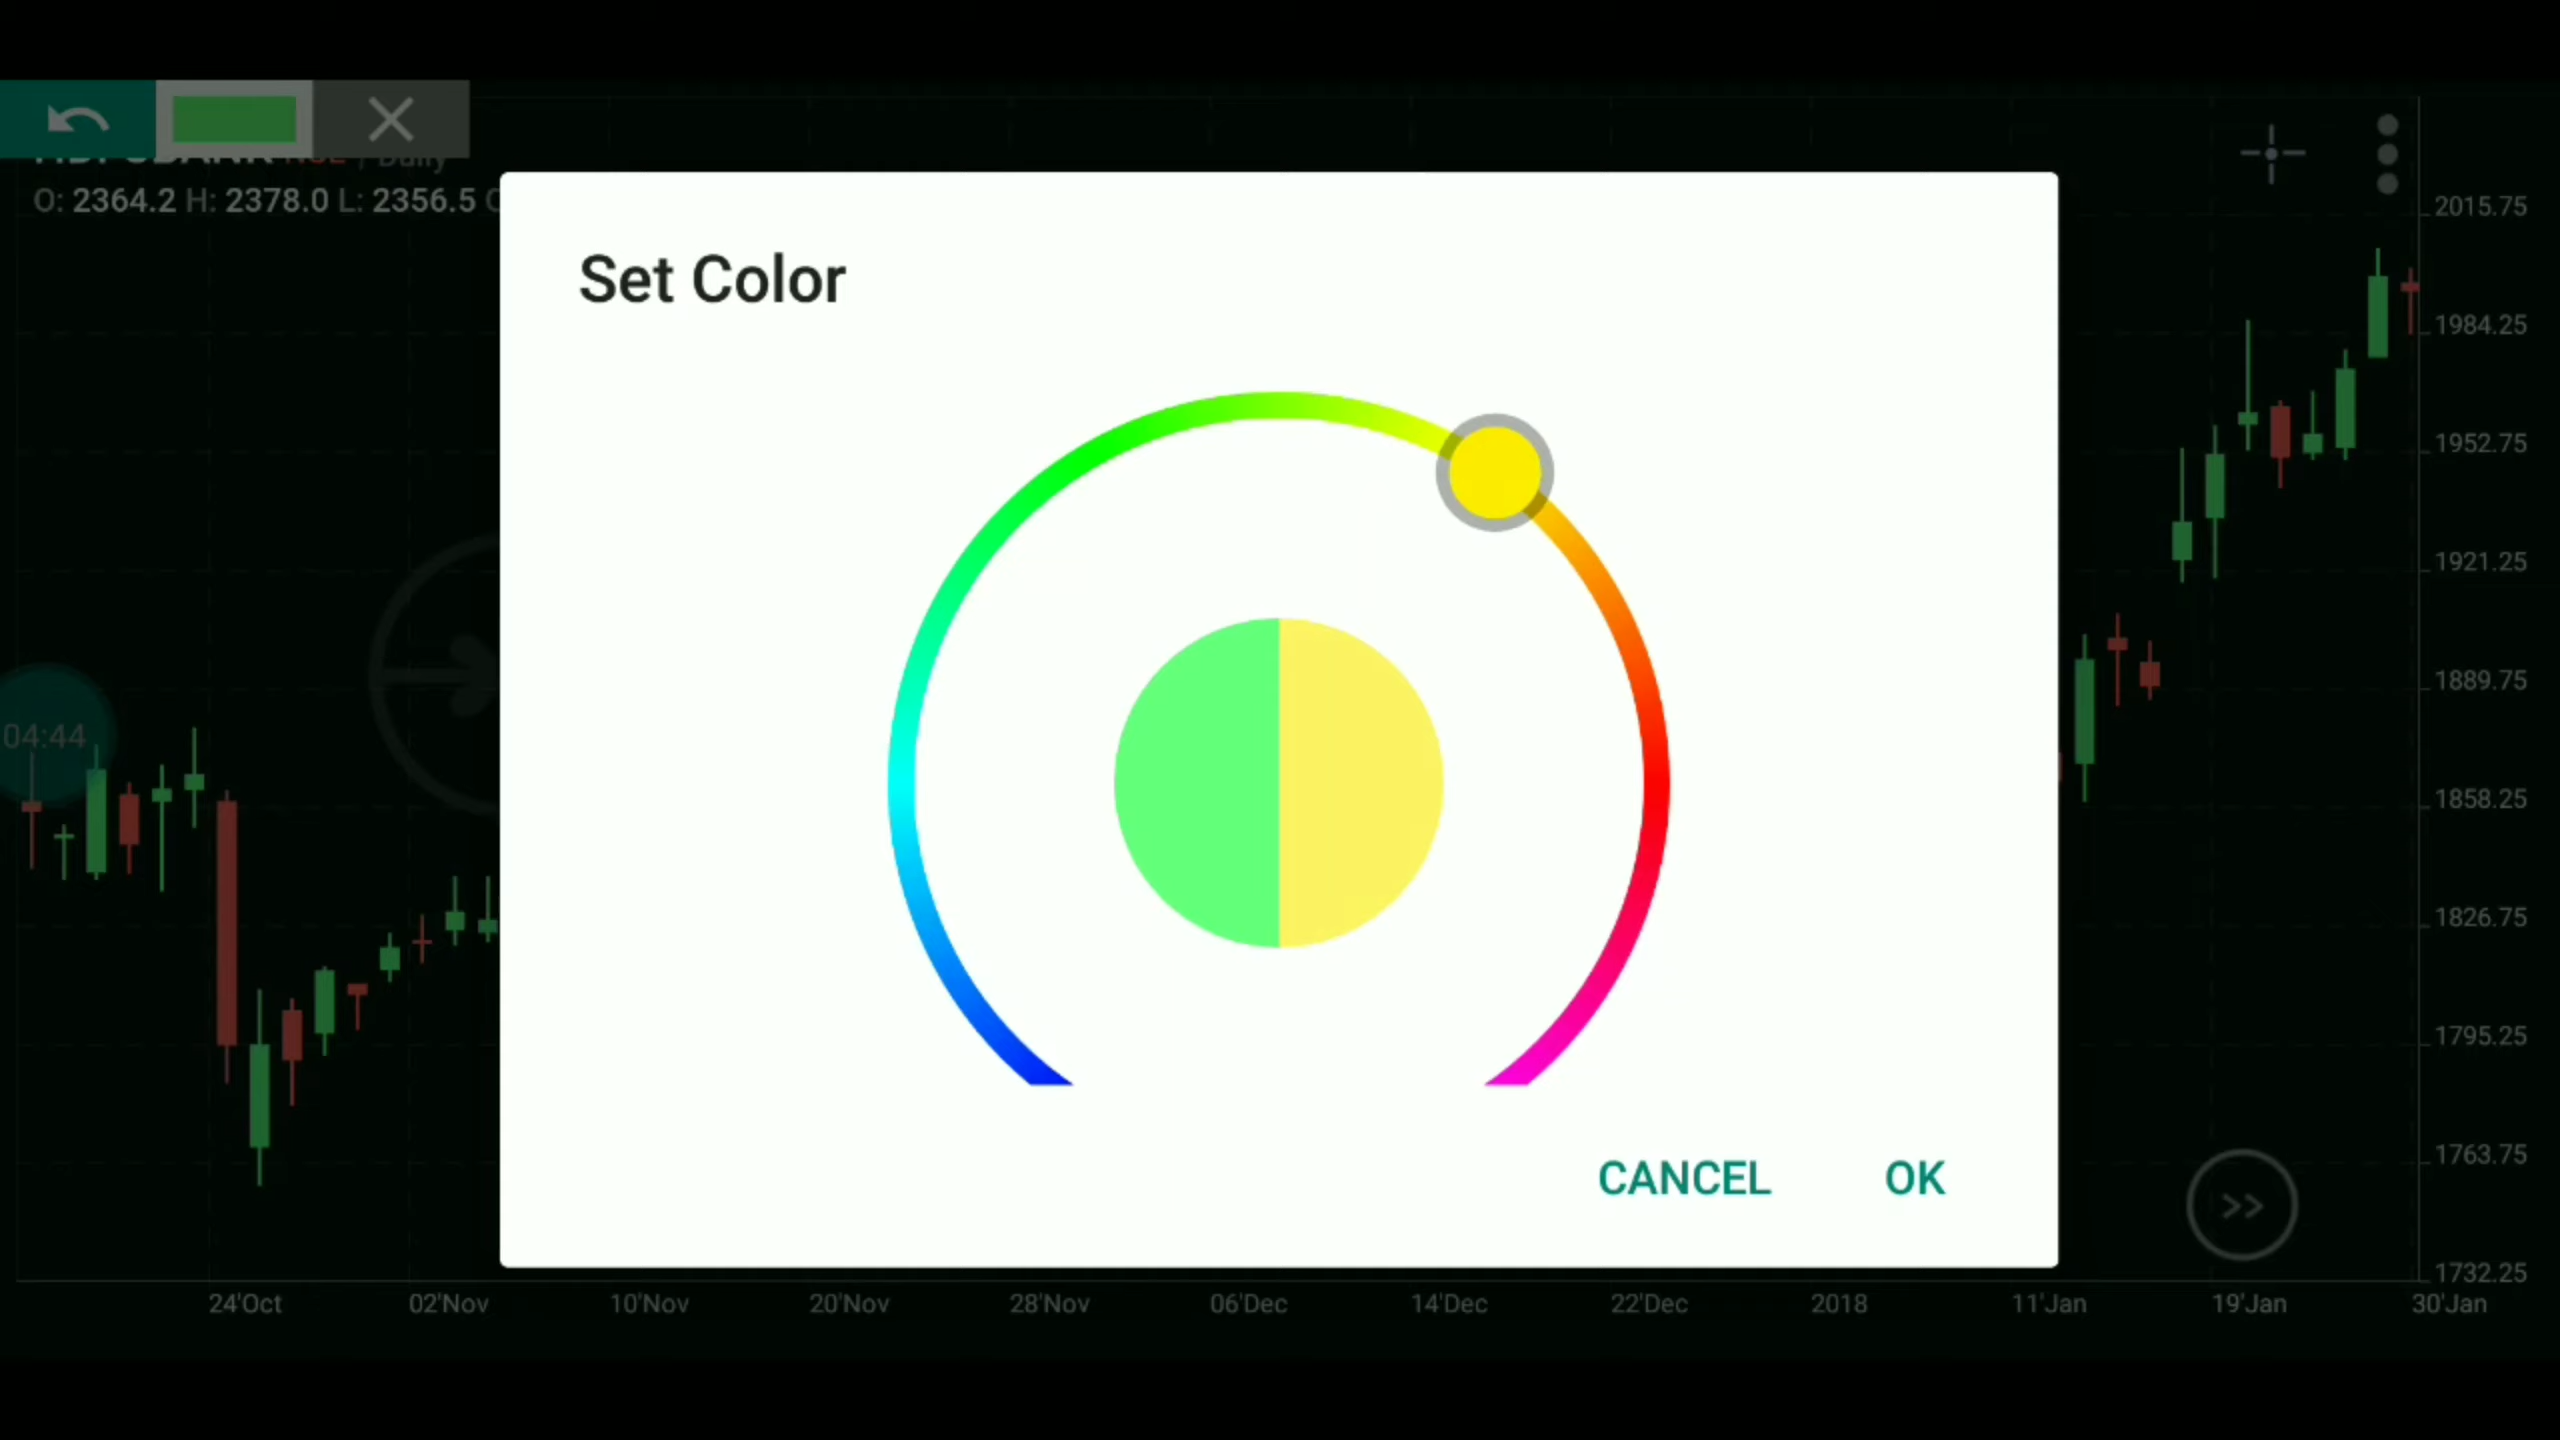 Daily
O: 2364.2 H: 2378.0 L: 2356.5
Set Color
2015.75
1984.25
1952.75
1921.25
1889.75
04:44
1858.25
1826.75
1795.25
CANCEL OK
1763.75
>>
1732.25
24'Oct 02'Nov 10'Nov 20'Nov 28'Nov 06'Dec 14'Dec 22'Dec 2018 11'Jan 19'Jan 30'Jan